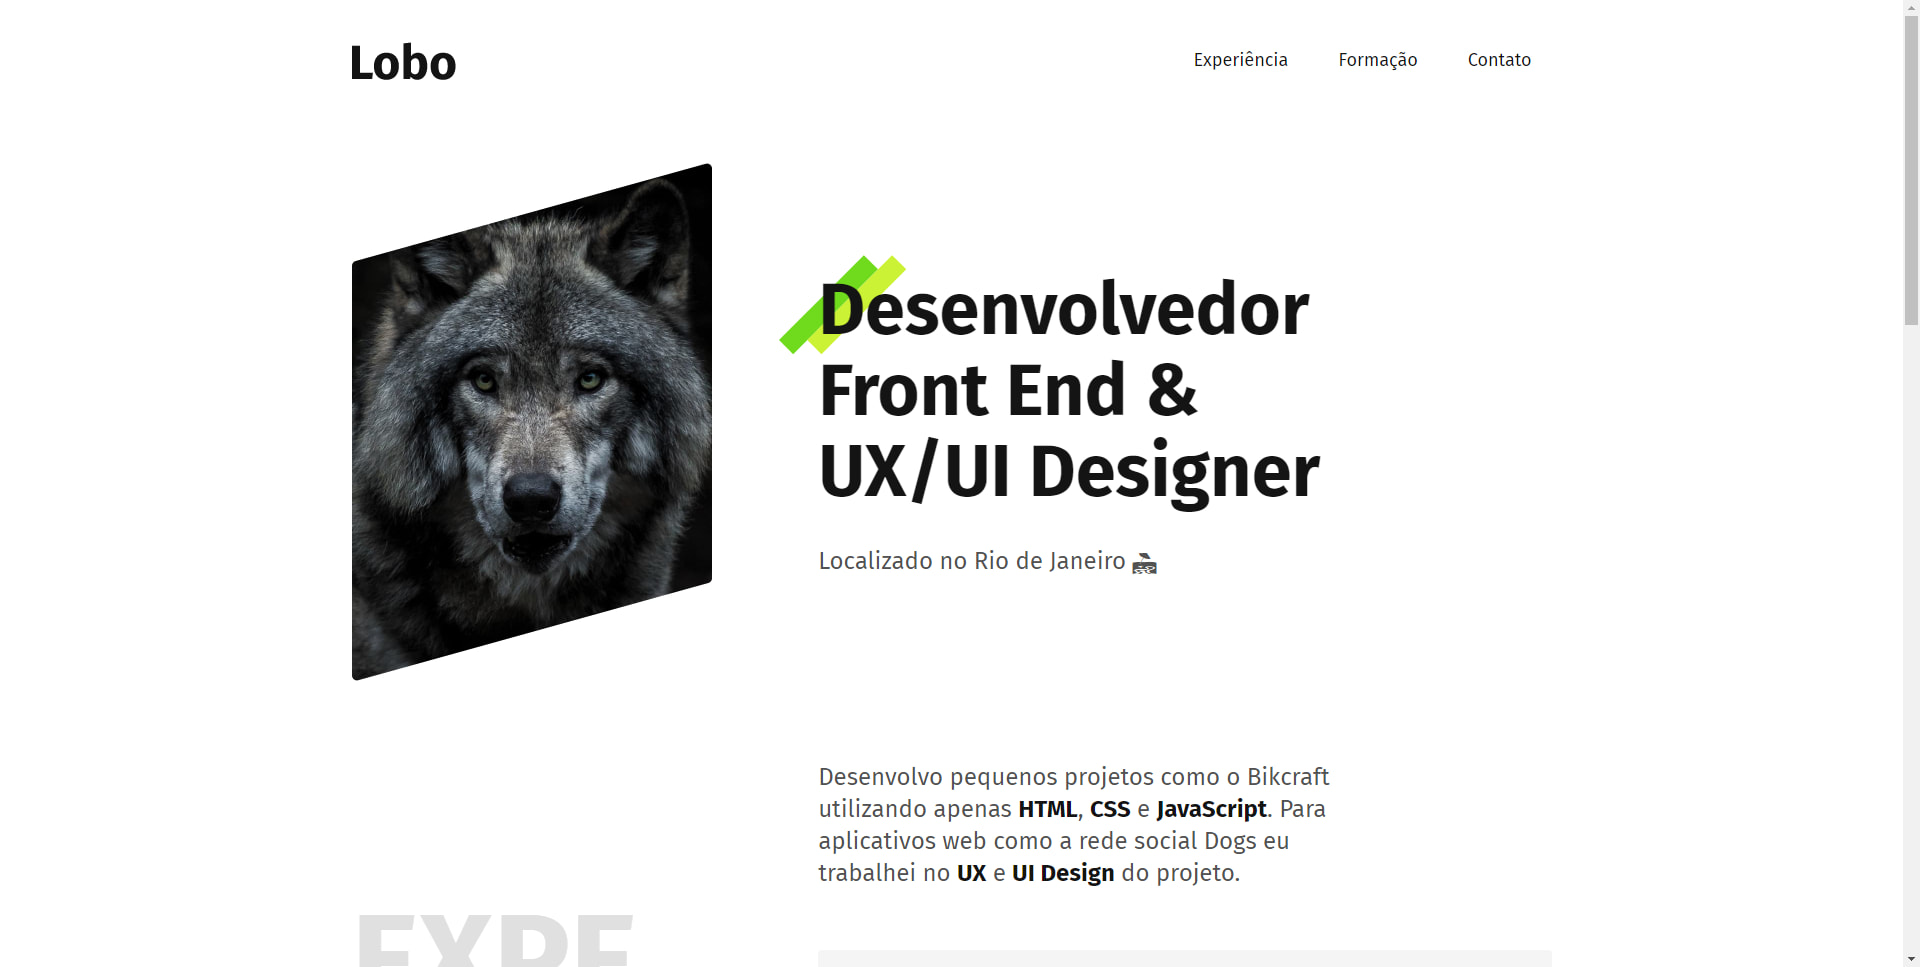 Lobo
Experiência
Formação
Contato
Desenvolvedor
Front End &
UX/UI Designer
Localizado no Rio de Janeiro
Desenvolvo pequenos projetos como o Bikcraft
utilizando apenas HTML, CSS e JavaScript. Para
aplicativos web como a rede social Dogs eu
trabalhei no UX e UI Design do projeto.
EXPE